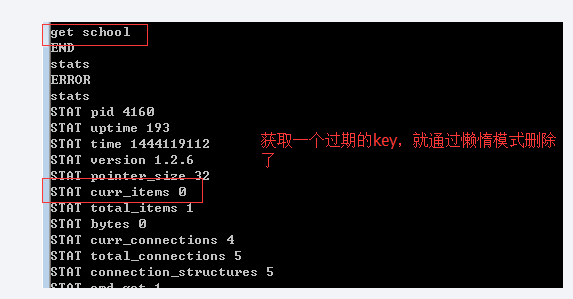 get school
END
stats
ERROR
stats
STAT pid 4160
STAT uptime 193
STAT time 1444119112
STAT version 1.2.6
STAT pointer_size 32
STAT curr_items 0
STAT total_items 1
STAT bytes 0
STAT curr_connections 4
STAT total_connections 5
STAT connection_structures 5
STAT cmd_get 1
获取一个过期的key，就通过懒惰模式删除
了